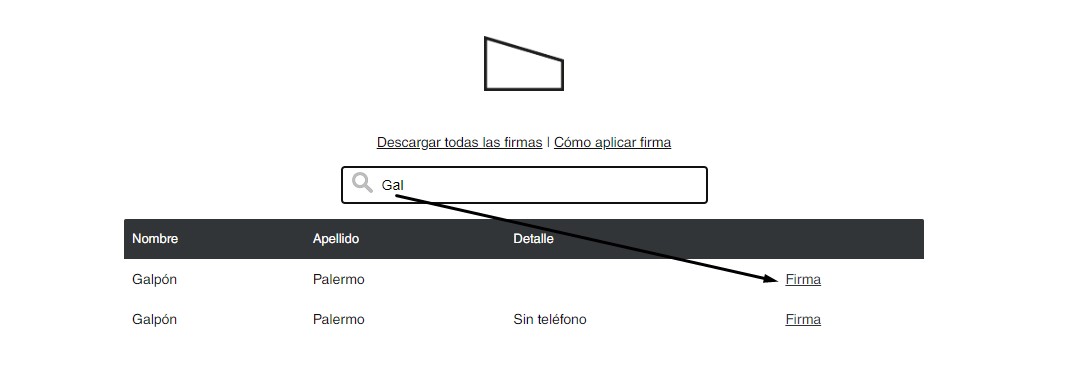 Descargar todas las firmas | Cómo aplicar firma
Gal
Nombre Apellido Detalle
Galpón Palermo Firma
Galpón Palermo Sin teléfono Firma